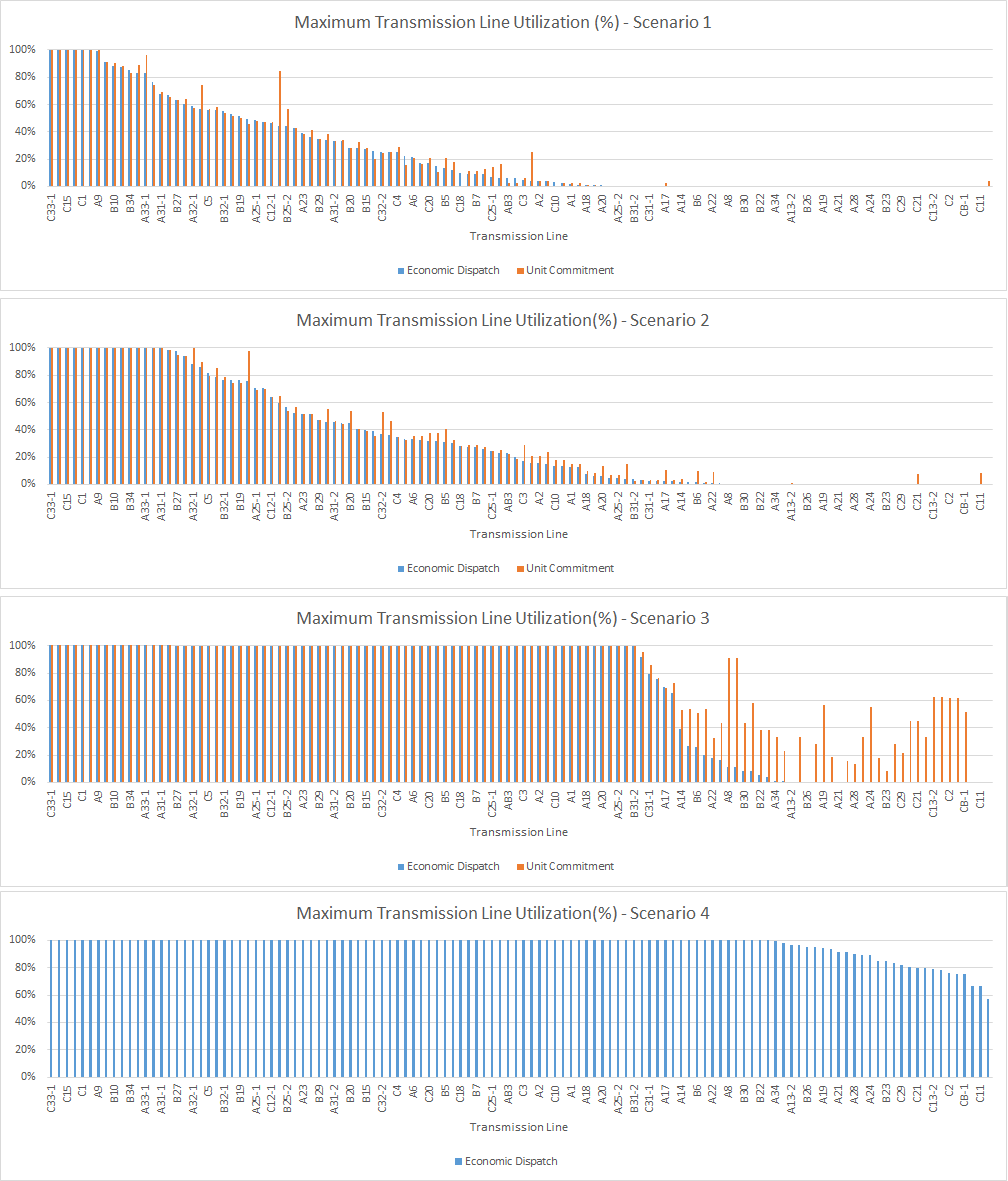 Maximum Transmission Line Utilization (%) - Scenario 1
100%
80%
60%
40%
20%
0%
C33-1 C15 C1 A9 B10 B34 A33-1 A31-1 B27 A32-1 C5 B32-1 B19 A25-1 C12-1 B25-2 A23 B29 A31-2 B20 B15 C32-2 C4 A6 C20 B5 C18 B7 C25-1 AB3 C3 A2 C10 A1 A18 A20 A25-2 B31-2 C31-1 A17 A14 B6 A22 A8 B30 B22 A34 A13-2 B26 A19 A21 A28 A24 B23 C29 C21 C13-2 C2 CB-1 C11
Transmission Line
Economic Dispatch Unit Commitment
Maximum Transmission Line Utilization(%) - Scenario 2
100%
80%
60%
40%
20%
0%
C33-1 C15 C1 A9 B10 B34 A33-1 A31-1 B27 A32-1 C5 B32-1 B19 A25-1 C12-1 B25-2 A23 B29 A31-2 B20 B15 C32-2 C4 A6 C20 B5 C18 B7 C25-1 AB3 C3 A2 C10 A1 A18 A20 A25-2 B31-2 C31-1 A17 A14 B6 A22 A8 B30 B22 A34 A13-2 B26 A19 A21 A28 A24 B23 C29 C21 C13-2 C2 CB-1 C11
Transmission Line
Economic Dispatch Unit Commitment
Maximum Transmission Line Utilization(%) - Scenario 3
100%
80%
60%
40%
20%
0%
C33-1 C15 C1 A9 B10 B34 A33-1 A31-1 B27 A32-1 C5 B32-1 B19 A25-1 C12-1 B25-2 A23 B29 A31-2 B20 B15 C32-2 C4 A6 C20 B5 C18 B7 C25-1 AB3 C3 A2 C10 A1 A18 A20 A25-2 B31-2 C31-1 A17 A14 B6 A22 A8 B30 B22 A34 A13-2 B26 A19 A21 A28 A24 B23 C29 C21 C13-2 C2 CB-1 C11
Transmission Line
Economic Dispatch Unit Commitment
Maximum Transmission Line Utilization(%) - Scenario 4
100%
80%
60%
40%
20%
0%
C33-1 C15 C1 A9 B10 B34 A33-1 A31-1 B27 A32-1 C5 B32-1 B19 A25-1 C12-1 B25-2 A23 B29 A31-2 B20 B15 C32-2 C4 A6 C20 B5 C18 B7 C25-1 AB3 C3 A2 C10 A1 A18 A20 A25-2 B31-2 C31-1 A17 A14 B6 A22 A8 B30 B22 A34 A13-2 B26 A19 A21 A28 A24 B23 C29 C21 C13-2 C2 CB-1 C11
Transmission Line
Economic Dispatch